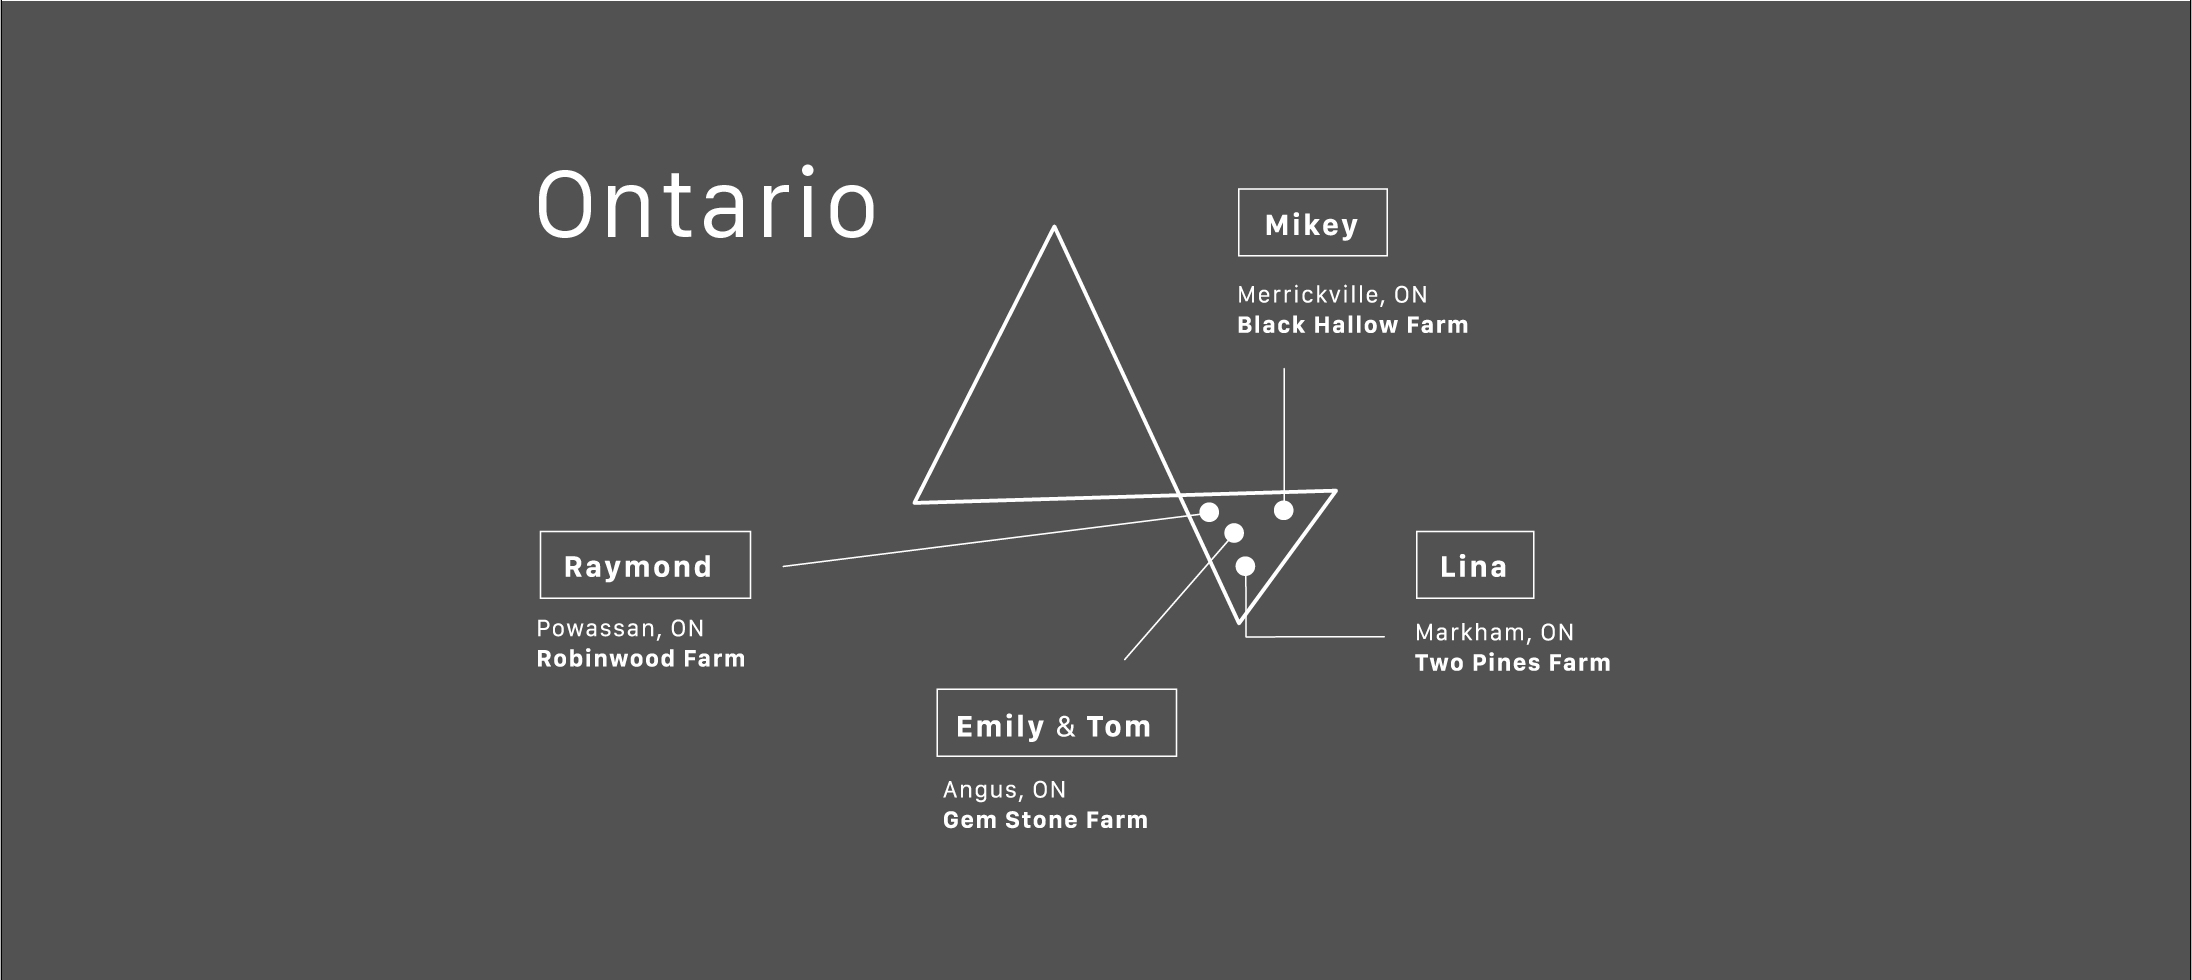 Ontario
Mikey
Merrickville, ON
Black Hallow Farm
Raymond
Powassan, ON
Robinwood Farm
Lina
Markham, ON
Two Pines Farm
Emily & Tom
Angus, ON
Gem Stone Farm